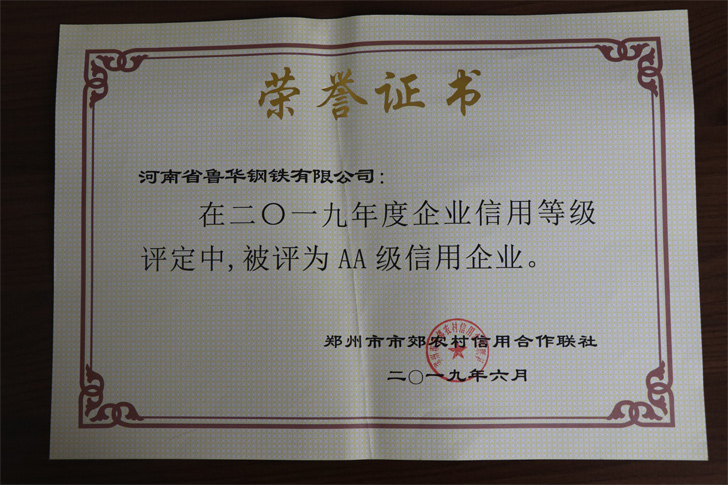 荣誉证书
河南省鲁华钢铁有限公司：
在二〇一九年度企业信用等级
评定中,被评为AA级信用企业。
郑州市市郊农村信用合作联社
二〇一九年六月